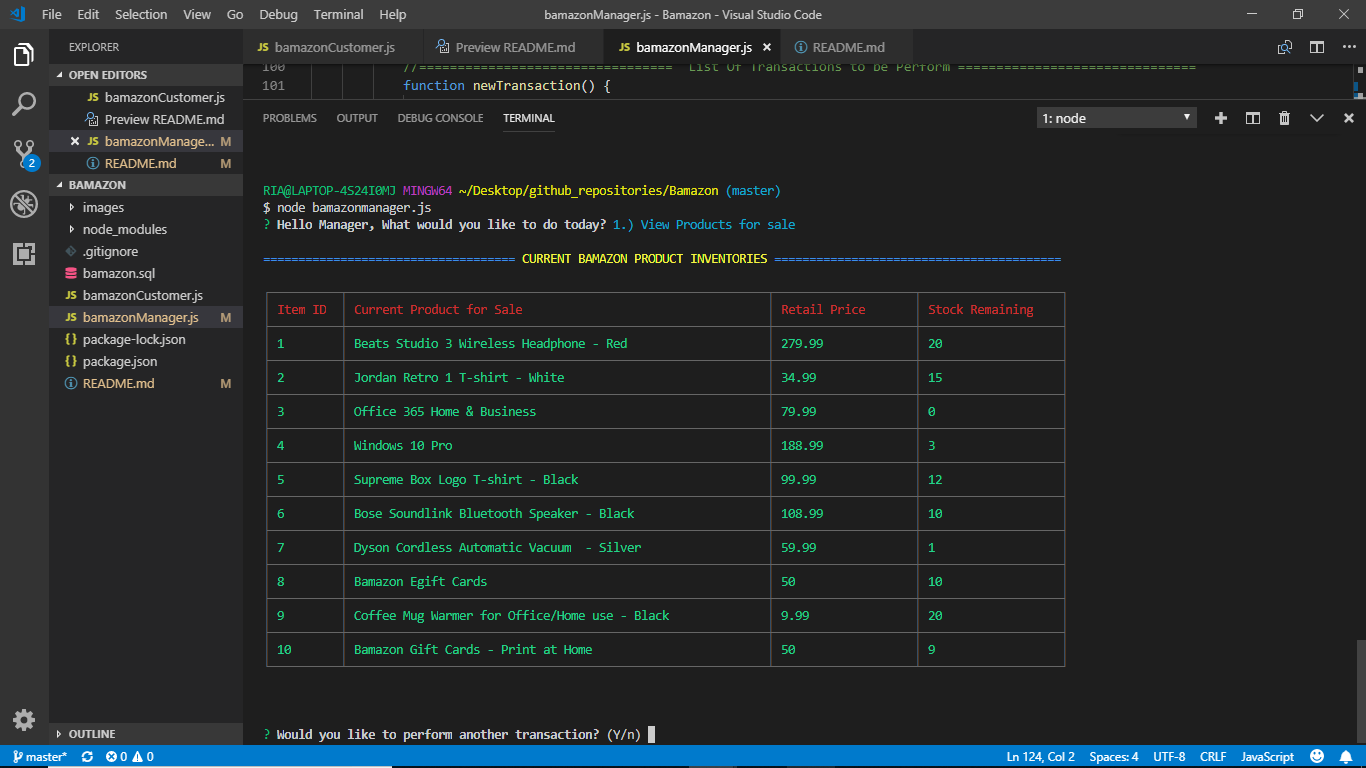 File Edit Selection View Go Debug Terminal Help bamazonManager.js - Bamazon - Visual Studio Code
EXPLORER
OPEN EDITORS
JS bamazonCustomer.js
Preview README.md
JS bamazonManage... M
README.md M
BAMAZON
images
node_modules
.gitignore
bamazon.sql
JS bamazonCustomer.js
JS bamazonManager.js M
{} package-lock.json
{} package.json
README.md M
OUTLINE
2
JS bamazonCustomer.js Preview README.md JS bamazonManager.js README.md
100 //================================ List Of Transactions to be Perform ==============================
101 function newTransaction() {
PROBLEMS OUTPUT DEBUG CONSOLE TERMINAL 1: node
RIA@LAPTOP-4S24I0MJ MINGW64 ~/Desktop/github_repositories/Bamazon (master)
$ node bamazonmanager.js
? Hello Manager, What would you like to do today? 1.) View Products for sale
==================================== CURRENT BAMAZON PRODUCT INVENTORIES =========================================
Item ID Current Product for Sale Retail Price Stock Remaining
1 Beats Studio 3 Wireless Headphone - Red 279.99 20
2 Jordan Retro 1 T-shirt - White 34.99 15
3 Office 365 Home & Business 79.99 0
4 Windows 10 Pro 188.99 3
5 Supreme Box Logo T-shirt - Black 99.99 12
6 Bose Soundlink Bluetooth Speaker - Black 108.99 10
7 Dyson Cordless Automatic Vacuum  - Silver 59.99 1
8 Bamazon Egift Cards 50 10
9 Coffee Mug Warmer for Office/Home use - Black 9.99 20
10 Bamazon Gift Cards - Print at Home 50 9
? Would you like to perform another transaction? (Y/n)
master* 0 0 Ln 124, Col 2 Spaces: 4 UTF-8 CRLF JavaScript